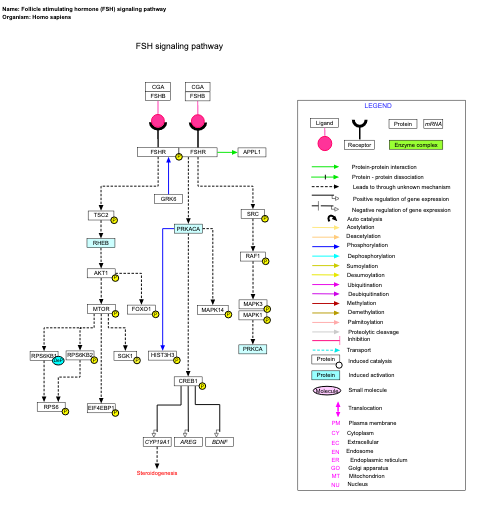 Name: Follicle stimulating hormone (FSH) signaling pathway
Organism: Homo sapiens
FSH signaling pathway
CGA
FSHB
CGA
FSHB
FSHR
P
FSHR
APPL1
GRK6
TSC2
P
SRC
P
PRKACA
RHEB
RAF1
P
AKT1
P
MTOR
P
FOXO1
P
MAPK14
P
MAPK3
P
MAPK1
P
PRKCA
RPS6KB1
DeP
RPS6KB2
P
SGK1
P
HIST3H3
P
CREB1
P
RPS6
P
EIF4EBP1
P
CYP19A1
AREG
BDNF
Steroidogenesis
LEGEND
Ligand
Protein
mRNA
Receptor
Enzyme complex
Protein-protein interaction
Protein - protein dissociation
Leads to through unknown mechanism
Positive regulation of gene expression
Negative regulation of gene expression
Auto catalysis
Acetylation
Deacetylation
Phosphorylation
Dephosphorylation
Sumoylation
Desumoylation
Ubiquitination
Deubiquitination
Methylation
Demethylation
Palmitoylation
Proteolytic cleavage
Inhibition
Transport
Protein
Induced catalysis
Protein
Induced activation
Molecule
Small molecule
Translocation
PM Plasma membrane
CY Cytoplasm
EC Extracellular
EN Endosome
ER Endoplasmic reticulum
GO Golgi apparatus
MT Mitochondrion
NU Nucleus